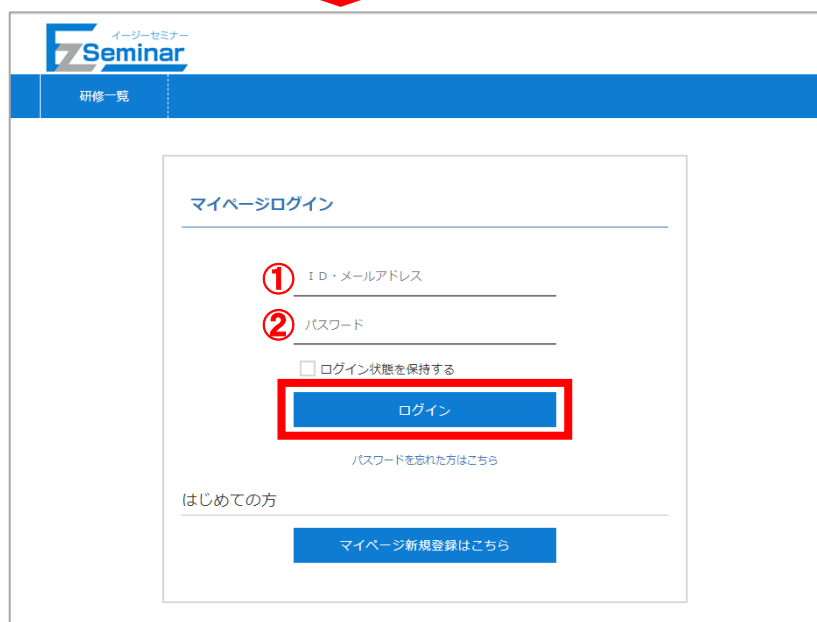 イージーセミナー
EZ Seminar
研修一覧
マイページログイン
① ＩＤ・メールアドレス
② パスワード
ログイン状態を保持する
ログイン
パスワードを忘れた方はこちら
はじめての方
マイページ新規登録はこちら